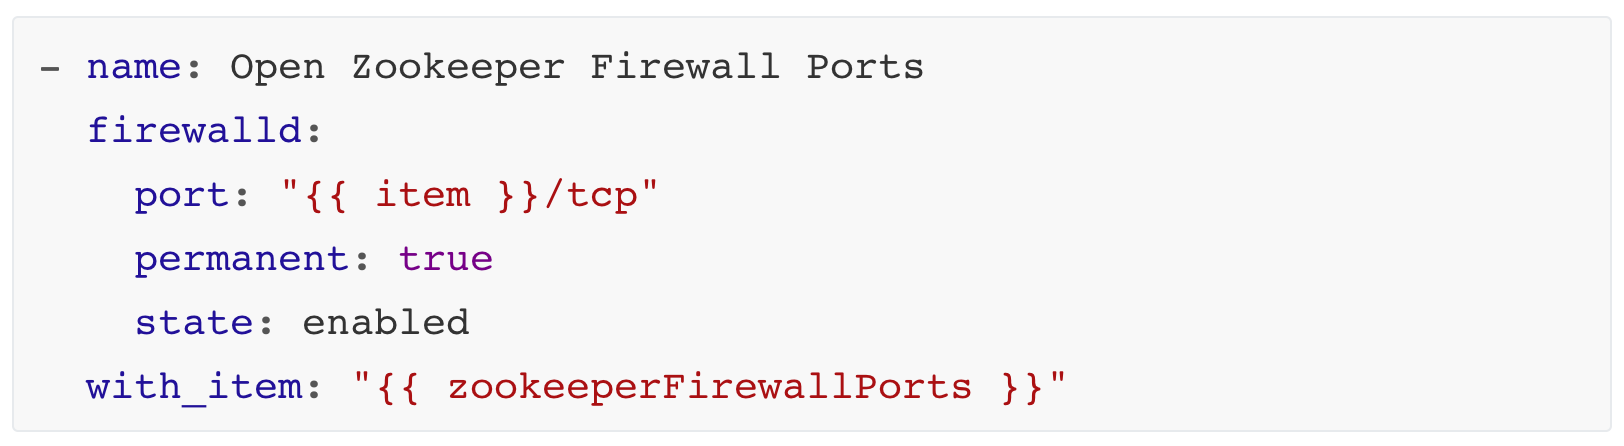 - name: Open Zookeeper Firewall Ports
  firewalld:
    port: "{{ item }}/tcp"
    permanent: true
    state: enabled
  with_item: "{{ zookeeperFirewallPorts }}"